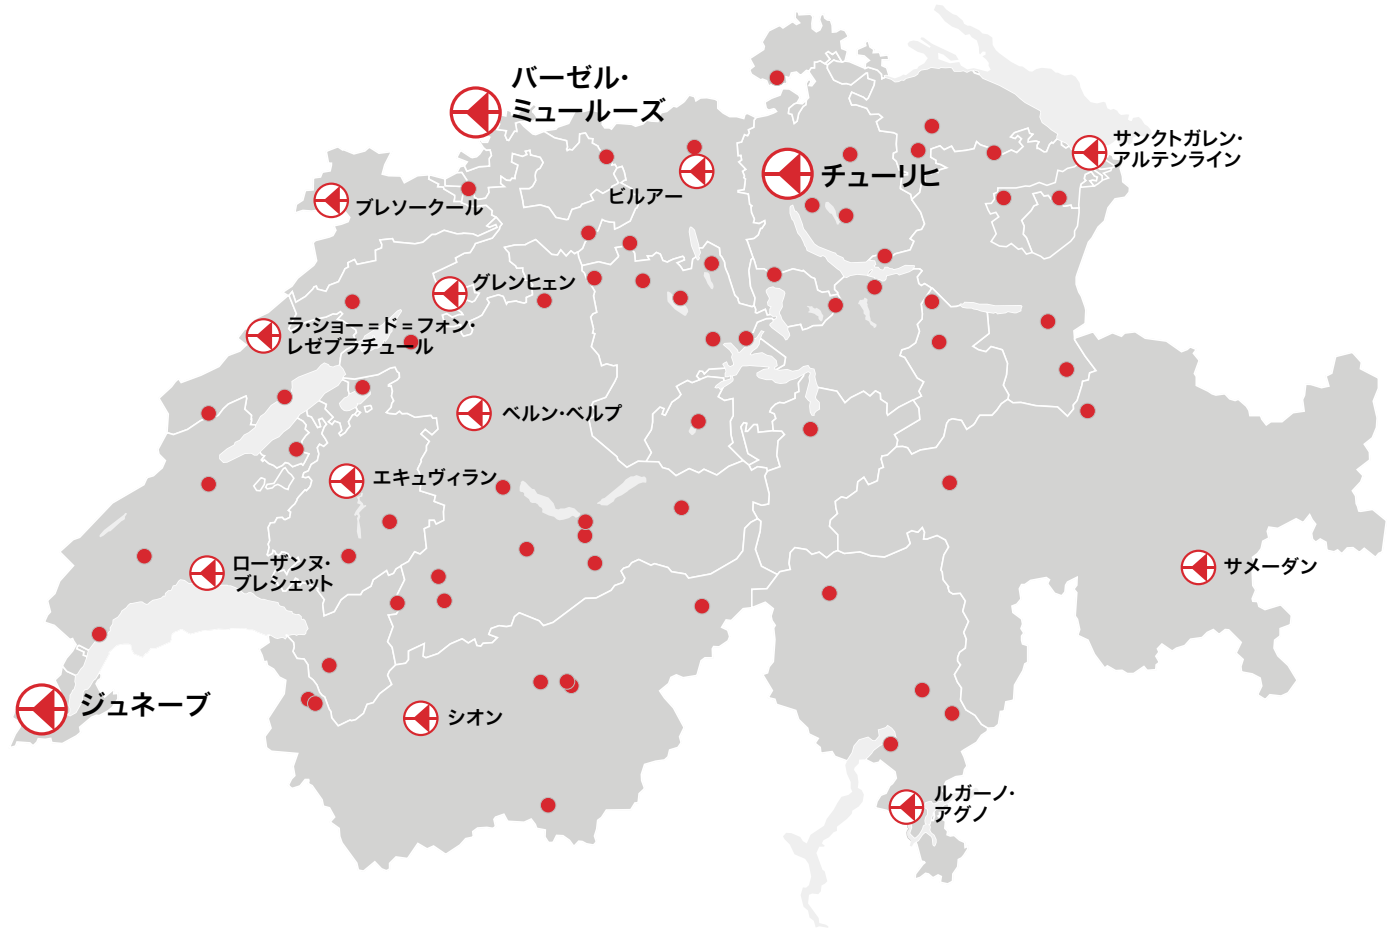 バーゼル・
ミュールーズ
サンクトガレン・
アルテンライン
チューリヒ
ビルアー
ブレソークール
グレンヒェン
ラ・ショー=ド=フォン・
レゼプラチュール
ベルン・ベルプ
エキュヴィラン
ローザンヌ・
ブレシェット
サメーダン
ジュネーブ
シオン
ルガーノ・
アグノ